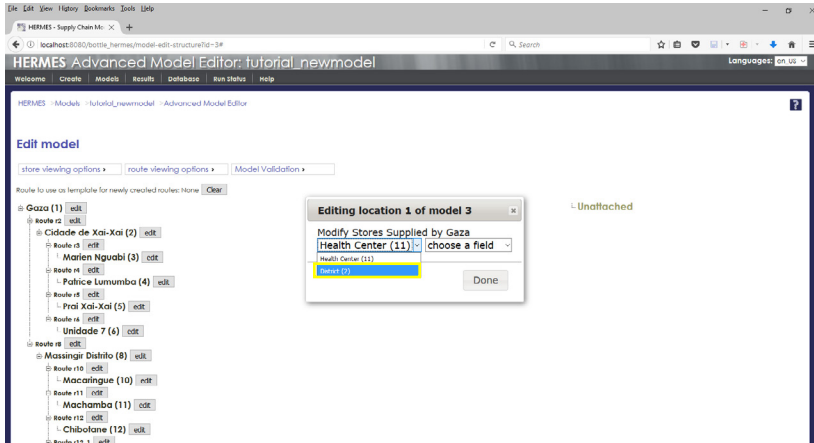 File Edit View History Bookmarks Tools Help
HERMES - Supply Chain Mo
localhost:8080/bottle_hermes/model-edit-structure?id=3#
Search
HERMES Advanced Model Editor: tutorial_newmodel
Languages: en_US
Welcome Create Models Results Database Run Status Help
HERMES >Models >tutorial_newmodel >Advanced Model Editor
?
Edit model
store viewing options route viewing options Model Validation
Route to use as template for newly created routes: None Clear
Gaza (1) edit
Route r2 edit
Cidade de Xai-Xai (2) edit
Route r3 edit
Marien Nguabi (3) edit
Route r4 edit
Patrice Lumumba (4) edit
Route r5 edit
Prai Xai-Xai (5) edit
Route r6 edit
Unidade 7 (6) edit
Route r8 edit
Massingir Distrito (8) edit
Route r10 edit
Macaringue (10) edit
Route r11 edit
Machamba (11) edit
Route r12 edit
Chibotane (12) edit
Route r12_1 edit
Editing location 1 of model 3
Modify Stores Supplied by Gaza
Health Center (11) choose a field
Health Center (11)
District (2)
Done
Unattached